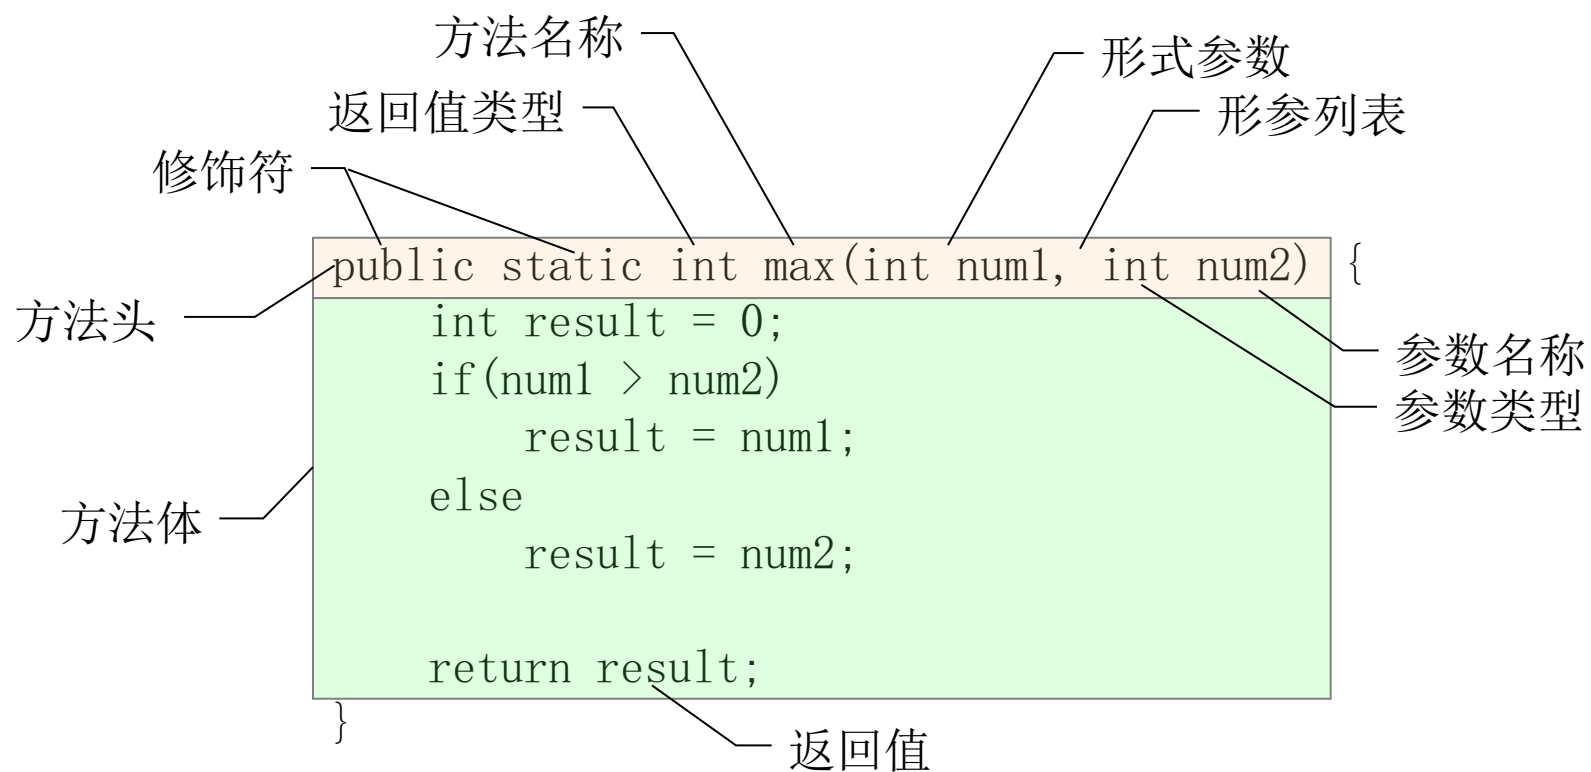 方法名称
形式参数
返回值类型
形参列表
修饰符
public static int max(int num1, int num2) {
方法头
int result = 0;
if(num1 > num2)
参数名称
参数类型
result = num1;
else
方法体
result = num2;
return result;
}
返回值